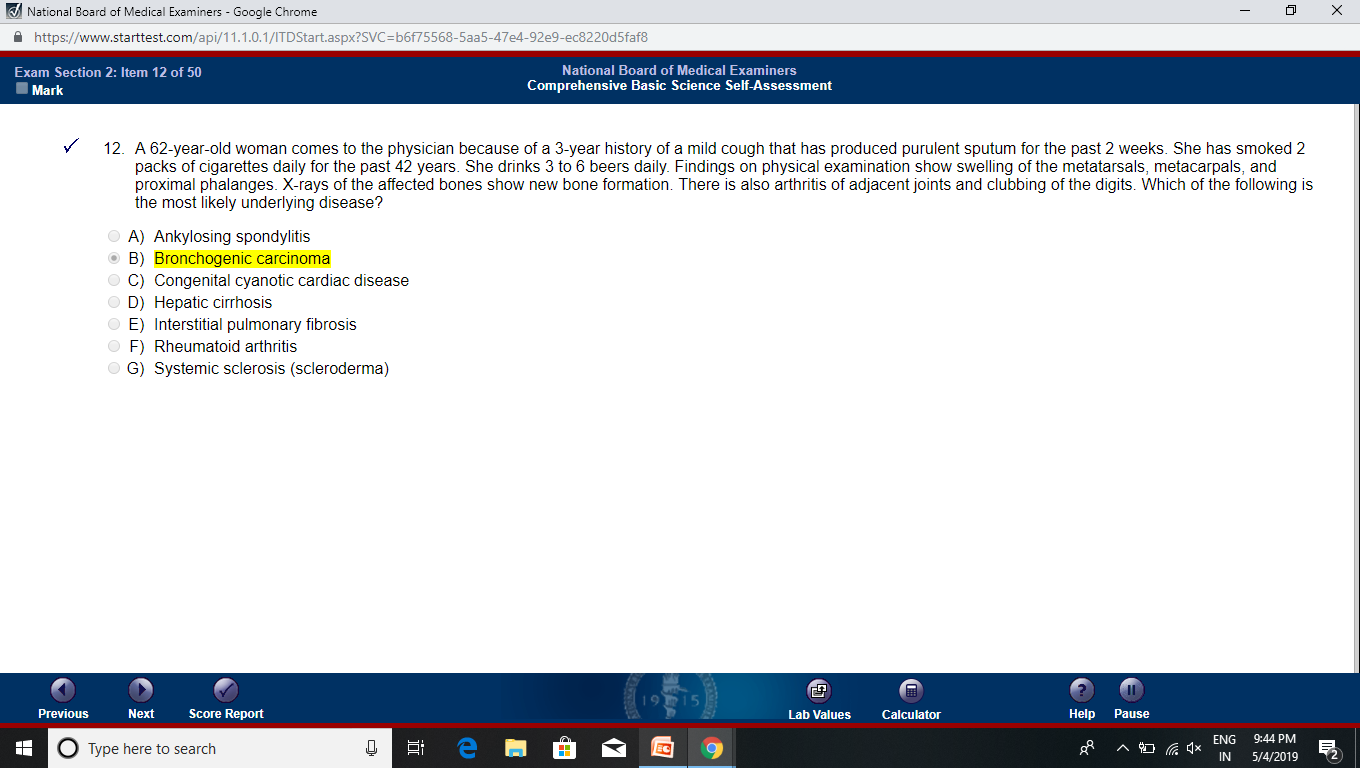 National Board of Medical Examiners - Google Chrome
https://www.starttest.com/api/11.1.0.1/ITDStart.aspx?SVC=b6f75568-5aa5-47e4-92e9-ec8220d5faf8
Exam Section 2: Item 12 of 50
National Board of Medical Examiners
Mark
Comprehensive Basic Science Self-Assessment
12. A 62-year-old woman comes to the physician because of a 3-year history of a mild cough that has produced purulent sputum for the past 2 weeks. She has smoked 2
packs of cigarettes daily for the past 42 years. She drinks 3 to 6 beers daily. Findings on physical examination show swelling of the metatarsals, metacarpals, and
proximal phalanges. X-rays of the affected bones show new bone formation. There is also arthritis of adjacent joints and clubbing of the digits. Which of the following is
the most likely underlying disease?
A) Ankylosing spondylitis
B) Bronchogenic carcinoma
C) Congenital cyanotic cardiac disease
D) Hepatic cirrhosis
E) Interstitial pulmonary fibrosis
F) Rheumatoid arthritis
G) Systemic sclerosis (scleroderma)
1915
Previous Next Score Report Lab Values Calculator Help Pause
Type here to search
ENG
IN
9:44 PM
5/4/2019
2